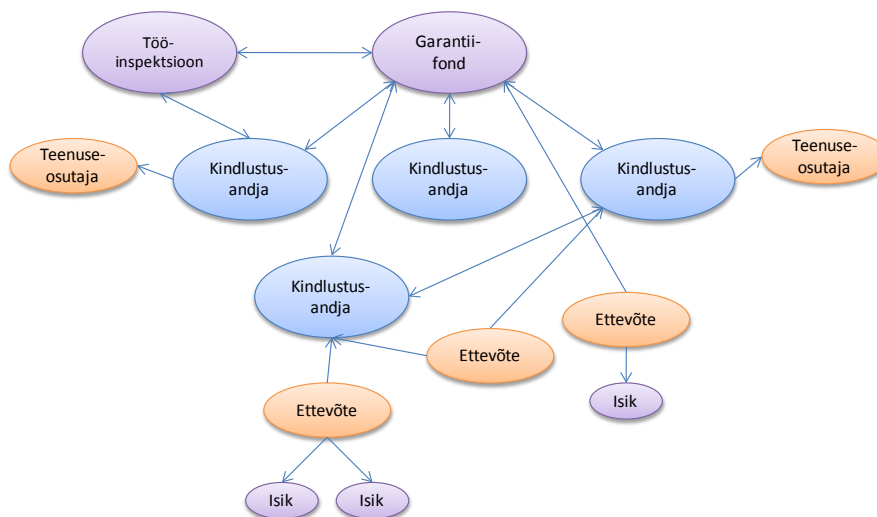 Töö-
inspektsioon
Garantii-
fond
Teenuse-
osutaja
Kindlustus-
andja
Kindlustus-
andja
Kindlustus-
andja
Teenuse-
osutaja
Kindlustus-
andja
Ettevõte
Ettevõte
Isik
Ettevõte
Isik
Isik